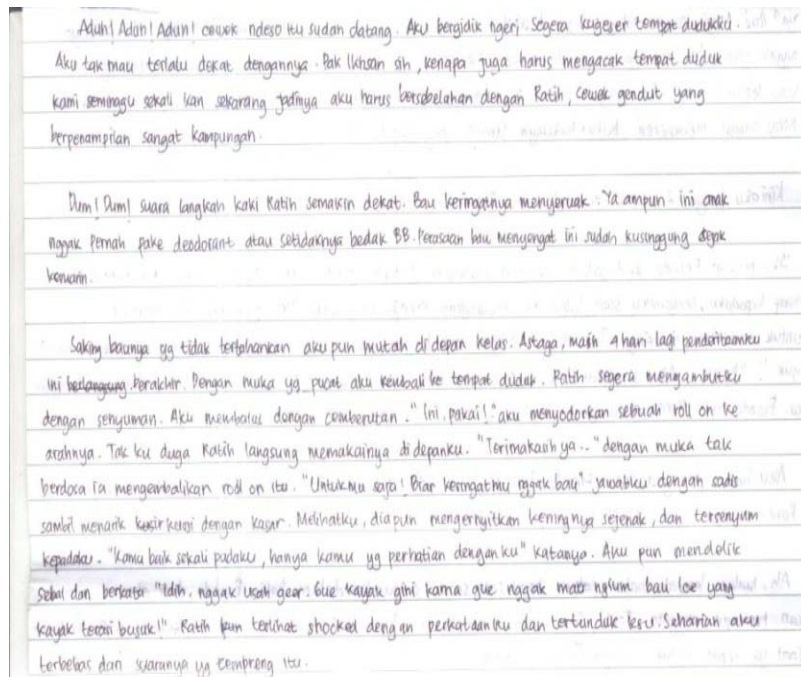 Aduh! Aduh! Aduh! cewek ndeso itu sudah datang. Aku bergidik ngeri. Segera kugeser tempat dudukku.
Aku tak mau terlalu dekat dengannya. Pak Ikhsan sih, kenapa juga harus mengacak tempat duduk
kami seminggu sekali kan sekarang jadinya aku harus bersebelahan dengan Ratih, cewek gendut yang
berpenampilan sangat kampungan.
Dum! Dum! suara langkah kaki Ratih semakin dekat. Bau keringatnya menyeruak. Ya ampun ini anak
nggak pernah pake deodorant atau setidaknya bedak BB. Perasaan bau menyengat ini sudah kusinggung sejak
kemarin.
Saking baunya yg tidak tertahankan aku pun mutah di depan kelas. Astaga, masih 4 hari lagi penderitaanku
ini berakhir. Dengan muka yg pucat aku kembali ke tempat duduk. Ratih segera menyambutku
dengan senyuman. Aku membalas dengan cemberutan. "Ini, pakai!" aku menyodorkan sebuah roll on ke
arahnya. Tak ku duga Ratih langsung memakainya di depanku. "Terimakasih ya.." dengan muka tak
berdosa ia mengembalikan roll on itu. "Untukmu saja! Biar keringatmu nggak bau" jawabku dengan sadis
sambil menarik kursi dengan kasar. Melihatku, diapun mengernyitkan keningnya sejenak, dan tersenyum
kepadaku. "Kamu baik sekali padaku, hanya kamu yg perhatian dengan ku" katanya. Aku pun mendelik
sebal dan berkata "Idih, nggak usah geer. Gue kayak gini karna gue nggak mau ngium bau loe yang
kayak terasi busuk!" Ratih pun terlihat shocked dengan perkataanku dan tertunduk lesu. Seharian aku
terbebas dari suaranya yg cempreng itu.